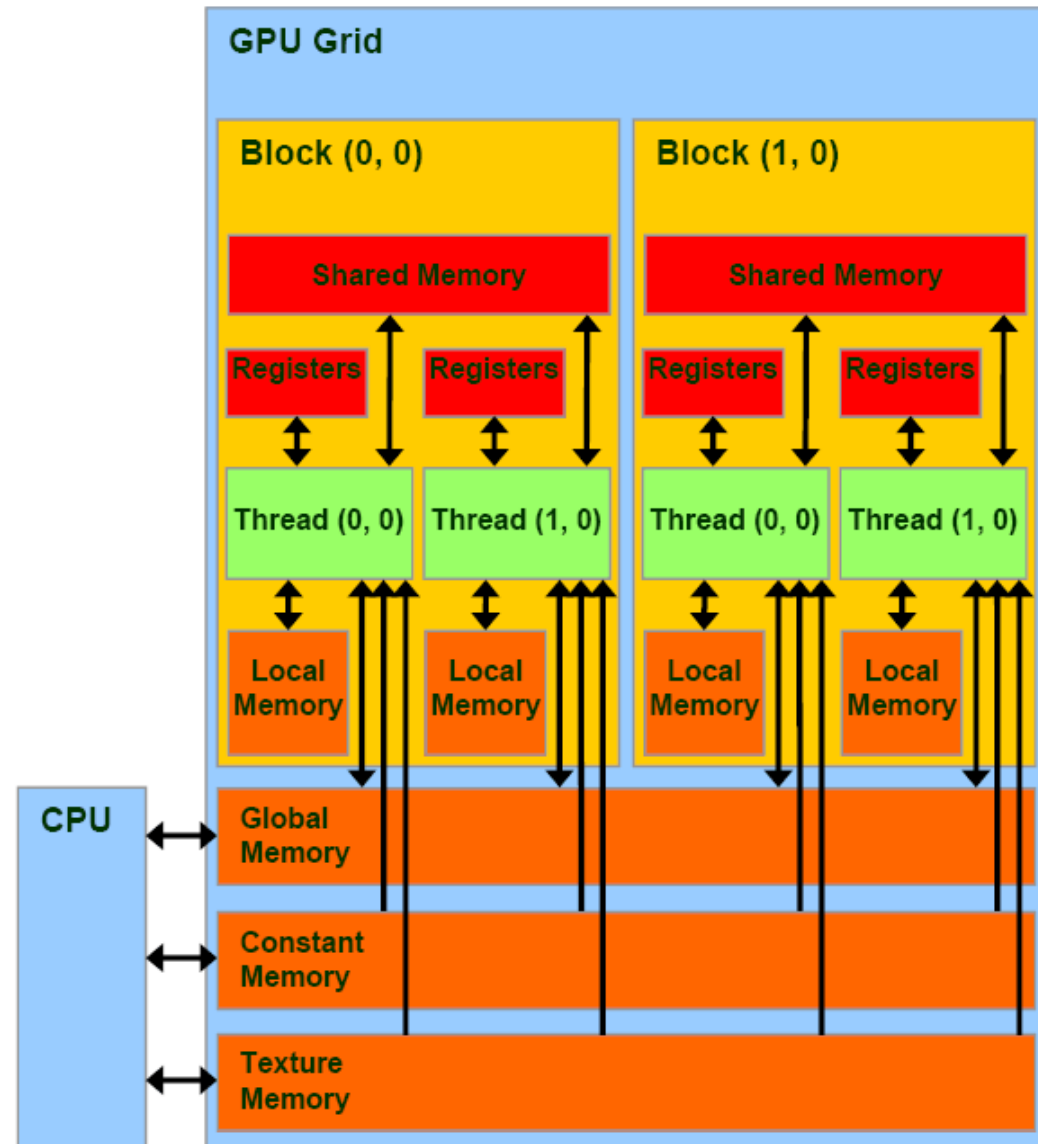 GPU Grid
Block (0, 0)
Block (1, 0)
Shared Memory
Shared Memory
Registers
Registers
Registers
Registers
Thread (0, 0)
Thread (1, 0)
Thread (0, 0)
Thread (1, 0)
Local
Memory
Local
Memory
Local
Memory
Local
Memory
CPU
Global
Memory
Constant
Memory
Texture
Memory